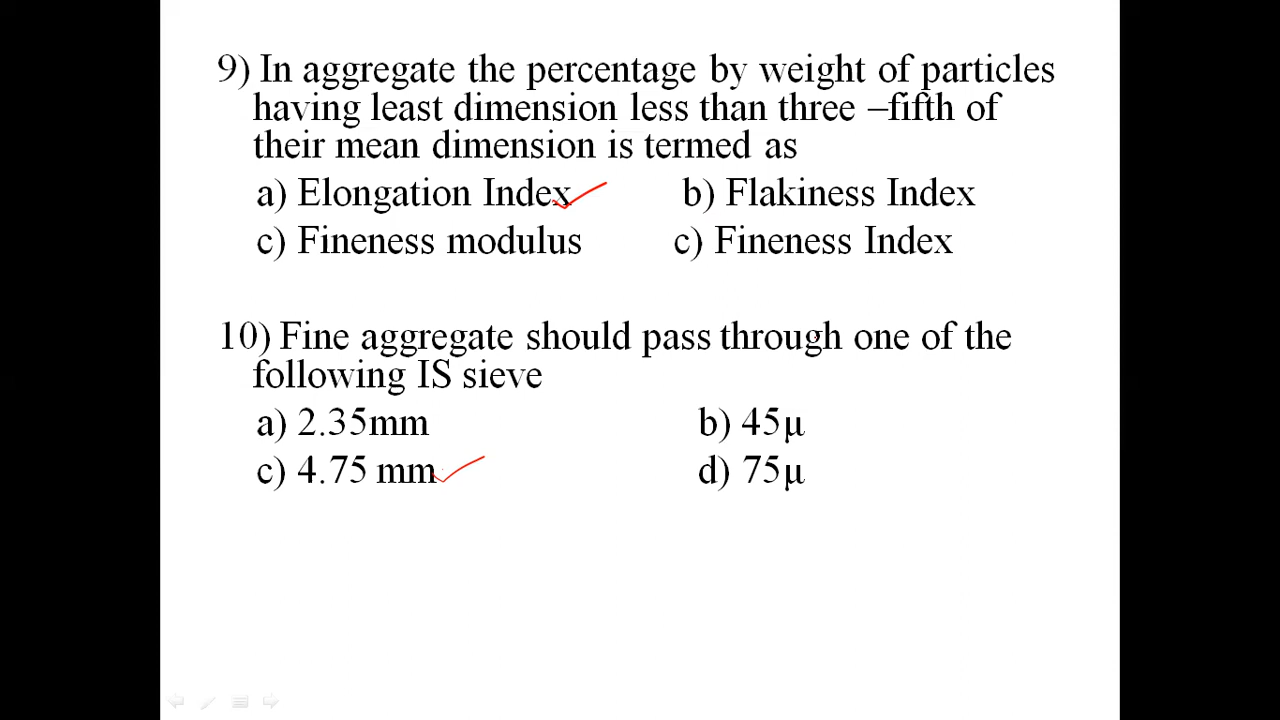 9) In aggregate the percentage by weight of particles
having least dimension less than three –fifth of
their mean dimension is termed as
a) Elongation Index b) Flakiness Index
c) Fineness modulus c) Fineness Index
10) Fine aggregate should pass through one of the
following IS sieve
a) 2.35mm b) 45μ
c) 4.75 mm d) 75μ